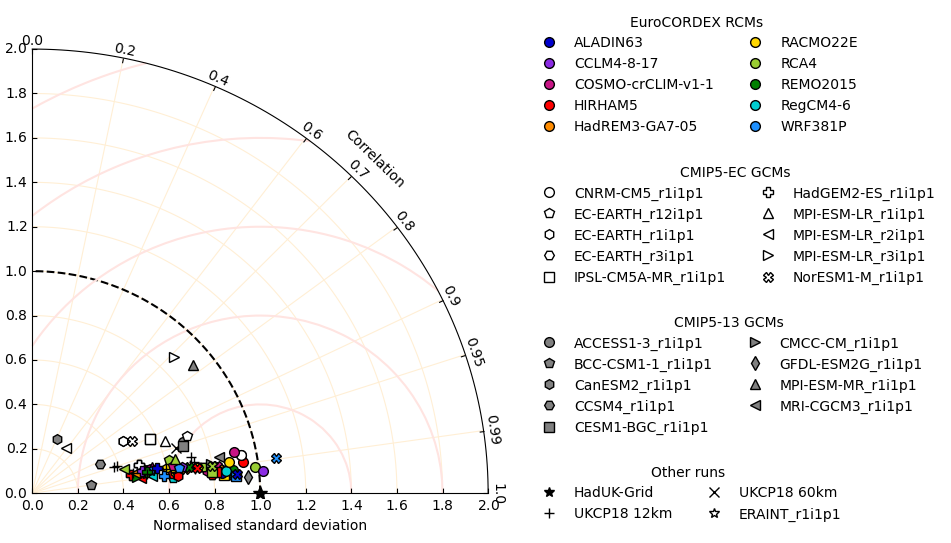 EuroCORDEX RCMs
ALADIN63
RACMO22E
CCLM4-8-17
RCA4
COSMO-crCLIM-v1-1
REMO2015
HIRHAM5
RegCM4-6
HadREM3-GA7-05
WRF381P
CMIP5-EC GCMs
CNRM-CM5_r1i1p1
HadGEM2-ES_r1i1p1
EC-EARTH_r12i1p1
MPI-ESM-LR_r1i1p1
EC-EARTH_r1i1p1
MPI-ESM-LR_r2i1p1
EC-EARTH_r3i1p1
MPI-ESM-LR_r3i1p1
IPSL-CM5A-MR_r1i1p1
NorESM1-M_r1i1p1
CMIP5-13 GCMs
ACCESS1-3_r1i1p1
CMCC-CM_r1i1p1
BCC-CSM1-1_r1i1p1
GFDL-ESM2G_r1i1p1
CanESM2_r1i1p1
MPI-ESM-MR_r1i1p1
CCSM4_r1i1p1
MRI-CGCM3_r1i1p1
CESM1-BGC_r1i1p1
Other runs
HadUK-Grid
UKCP18 60km
UKCP18 12km
ERAINT_r1i1p1
0.0
0.2
0.4
0.6
Correlation
0.7
0.8
0.9
0.95
0.99
1.0
2.0
1.8
1.6
1.4
1.2
1.0
0.8
0.6
0.4
0.2
0.0
0.0 0.2 0.4 0.6 0.8 1.0 1.2 1.4 1.6 1.8 2.0
Normalised standard deviation